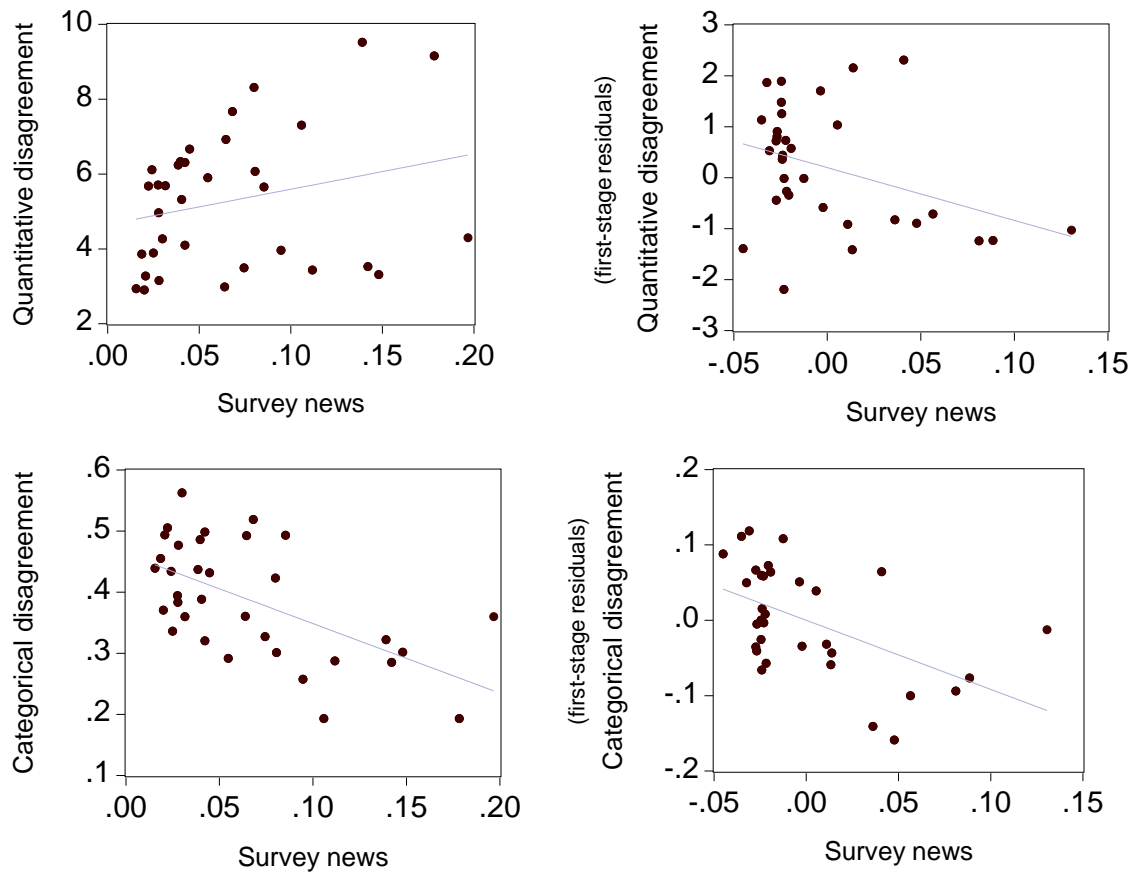 Quantitative disagreement
10
8
6
4
2
.00 .05 .10 .15 .20
Survey news
(first-stage residuals)
Quantitative disagreement
3
2
1
0
-1
-2
-3
-.05 .00 .05 .10 .15
Survey news
Categorical disagreement
.6
.5
.4
.3
.2
.1
.00 .05 .10 .15 .20
Survey news
(first-stage residuals)
Categorical disagreement
.2
.1
.0
-.1
-.2
-.05 .00 .05 .10 .15
Survey news